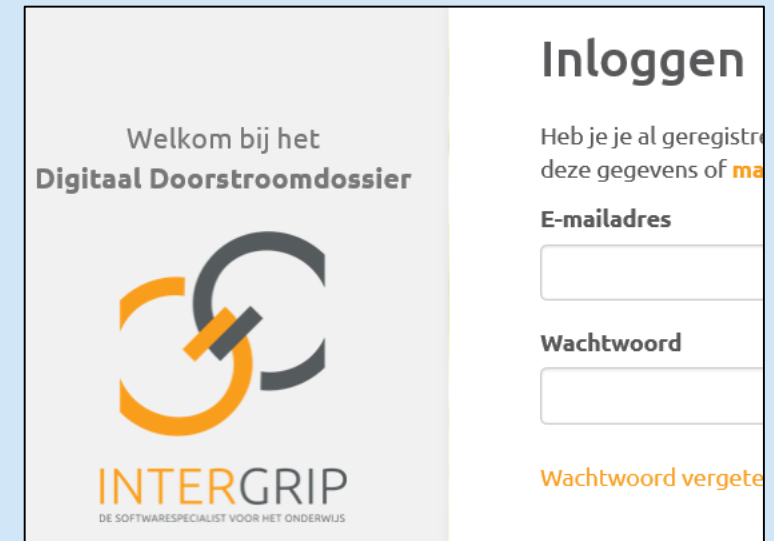 Welkom bij het
Digitaal Doorstroomdossier
INTERGRIP
DE SOFTWARESPECIALIST VOOR HET ONDERWIJS
Inloggen
Heb je je al geregistre
deze gegevens of ma
E-mailadres
Wachtwoord
Wachtwoord vergete